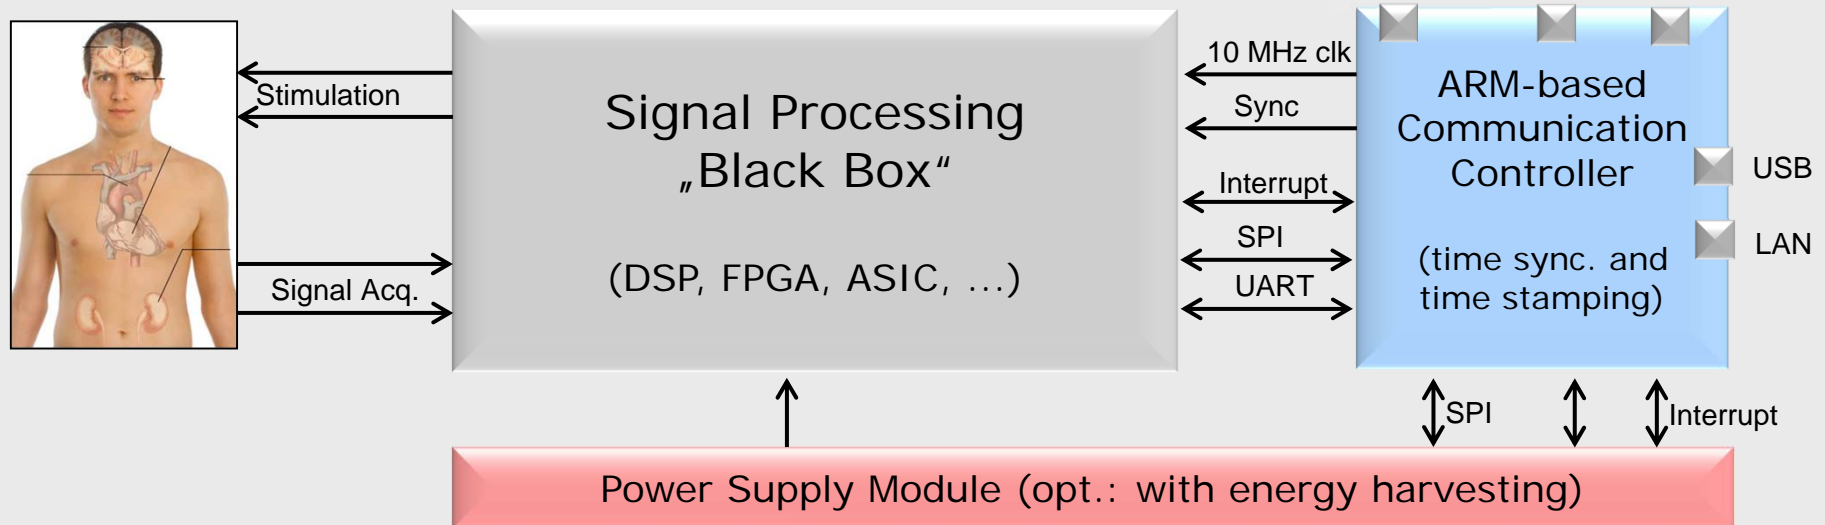 Stimulation
Signal Acq.
Signal Processing
„Black Box“
(DSP, FPGA, ASIC, ...)
10 MHz clk
Sync
Interrupt
SPI
UART
ARM-based
Communication
Controller
(time sync. and
time stamping)
USB
LAN
SPI
Interrupt
Power Supply Module (opt.: with energy harvesting)